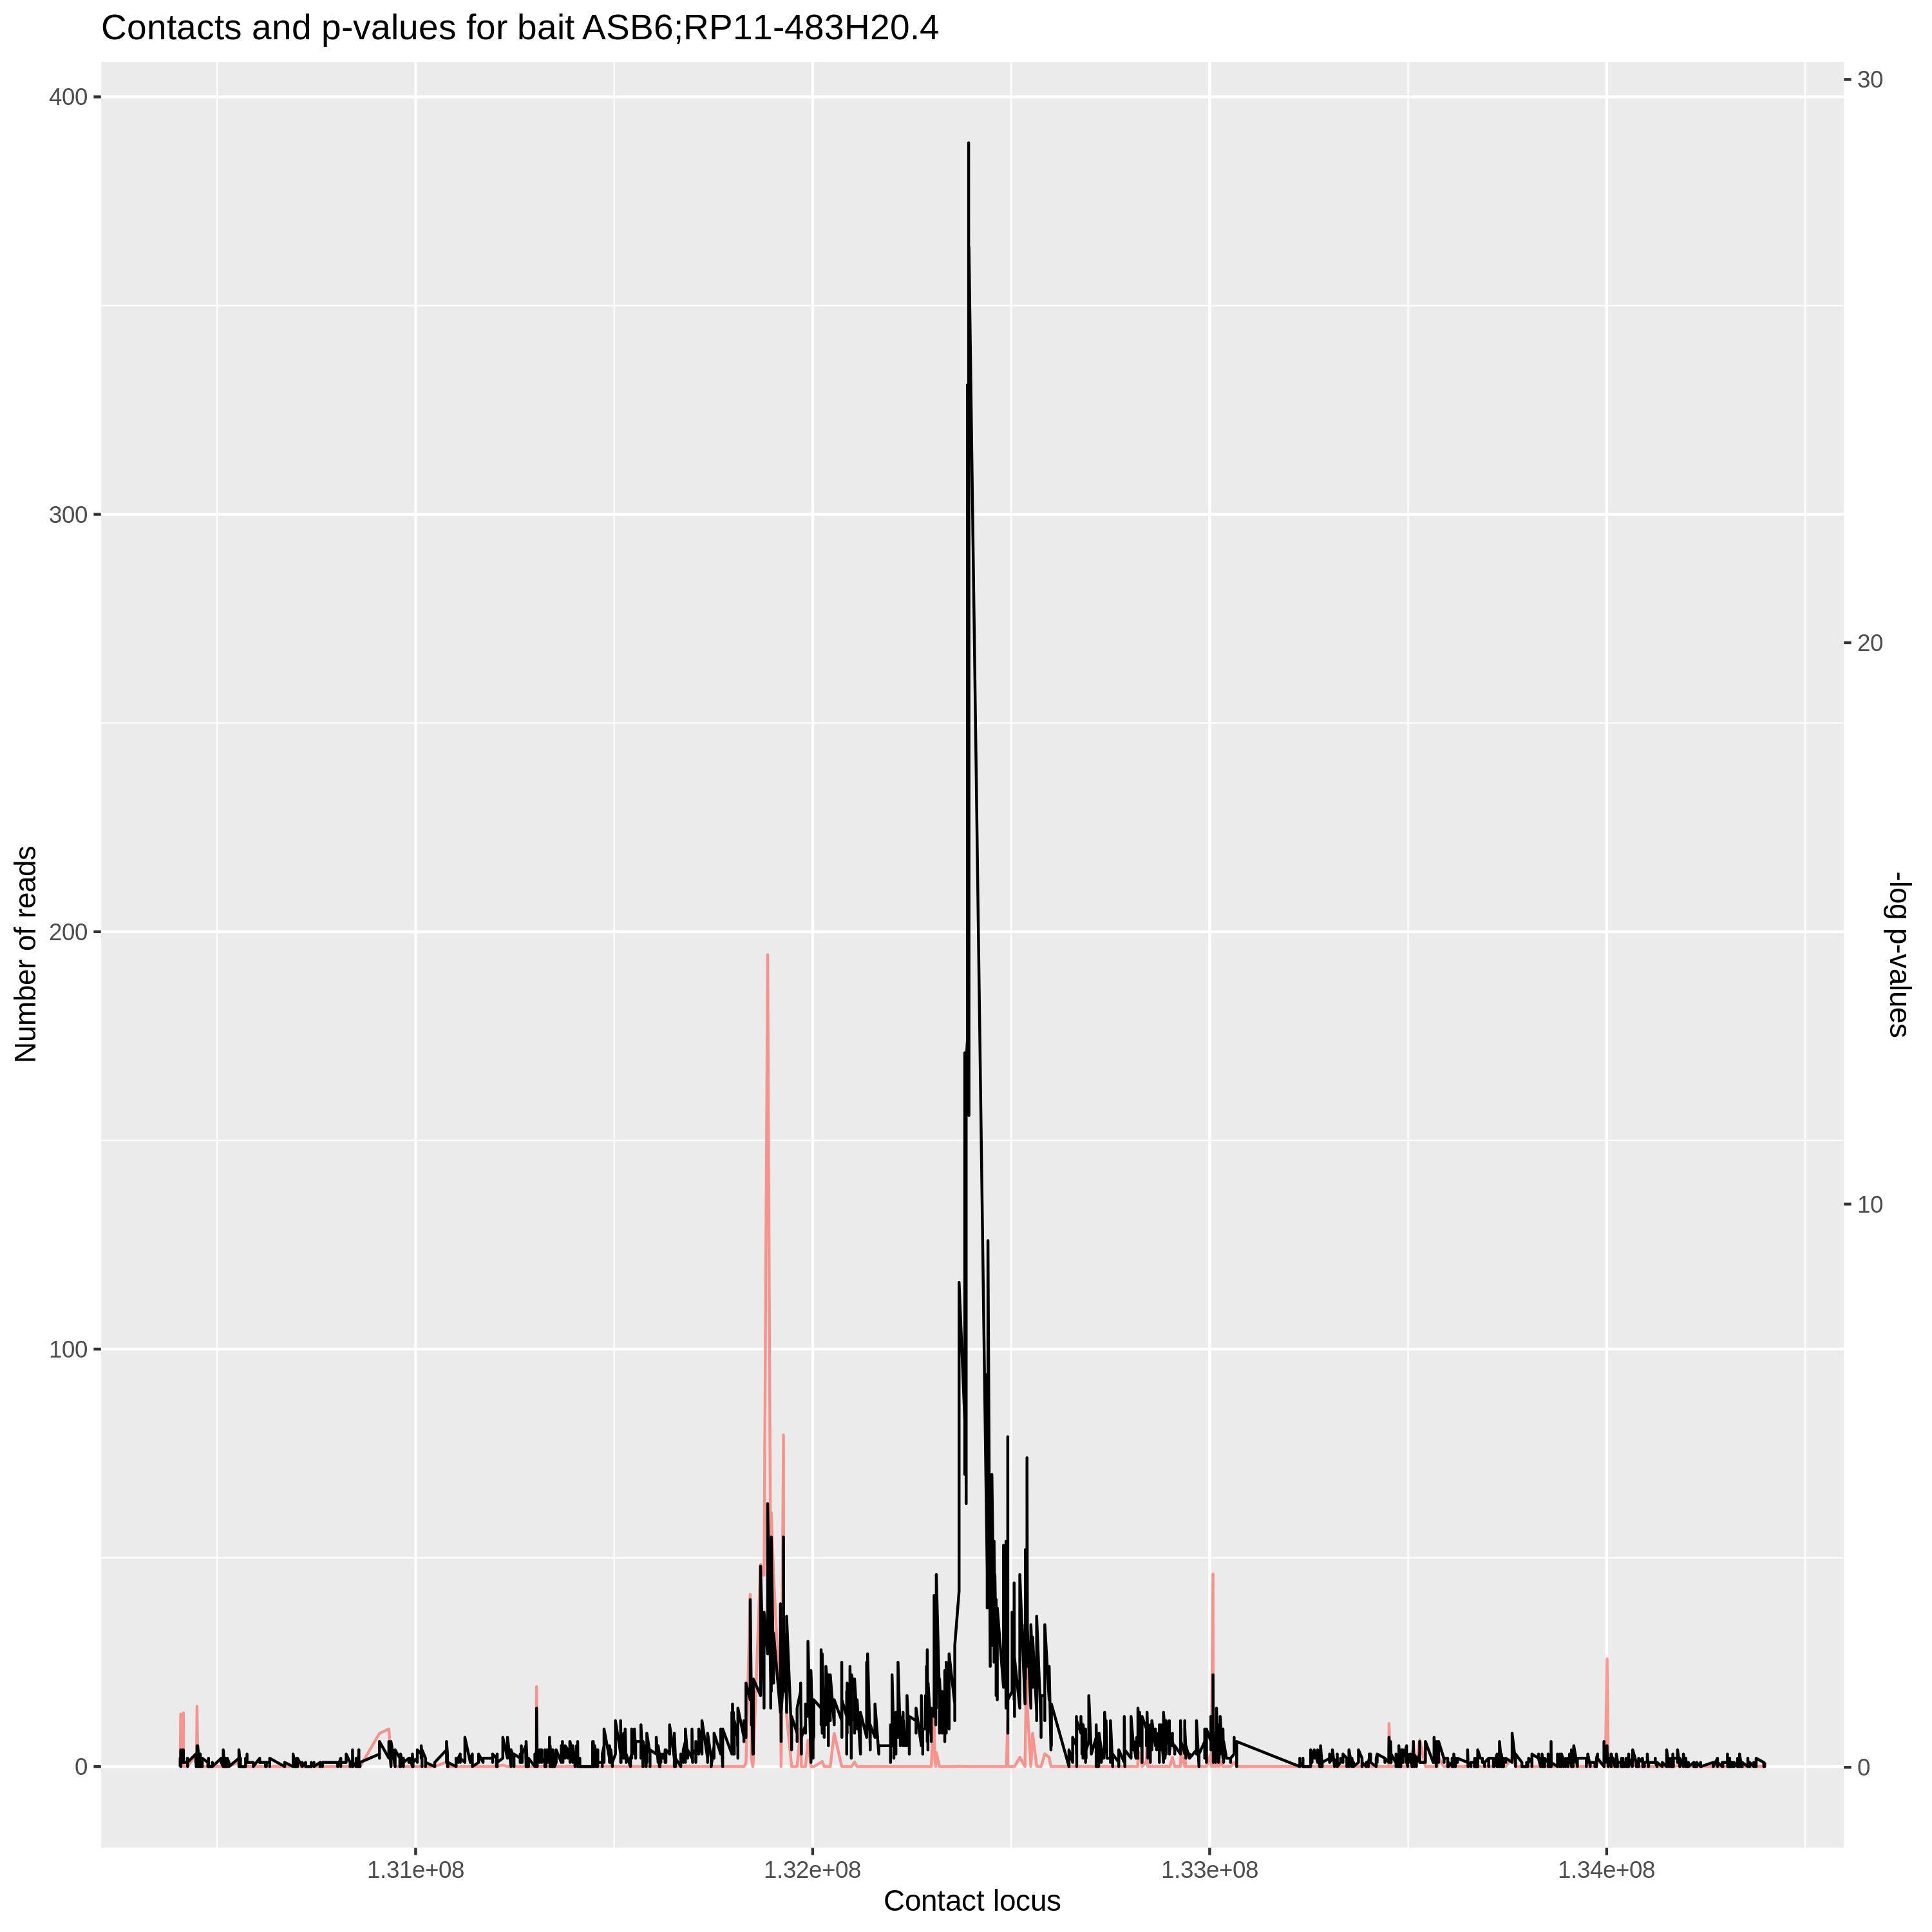 Contacts and p-values for bait ASB6;RP11-483H20.4
400
300
200
100
0
Number of reads
30
20
10
0
-log p-values
1.31e+08
1.32e+08
1.33e+08
1.34e+08
Contact locus